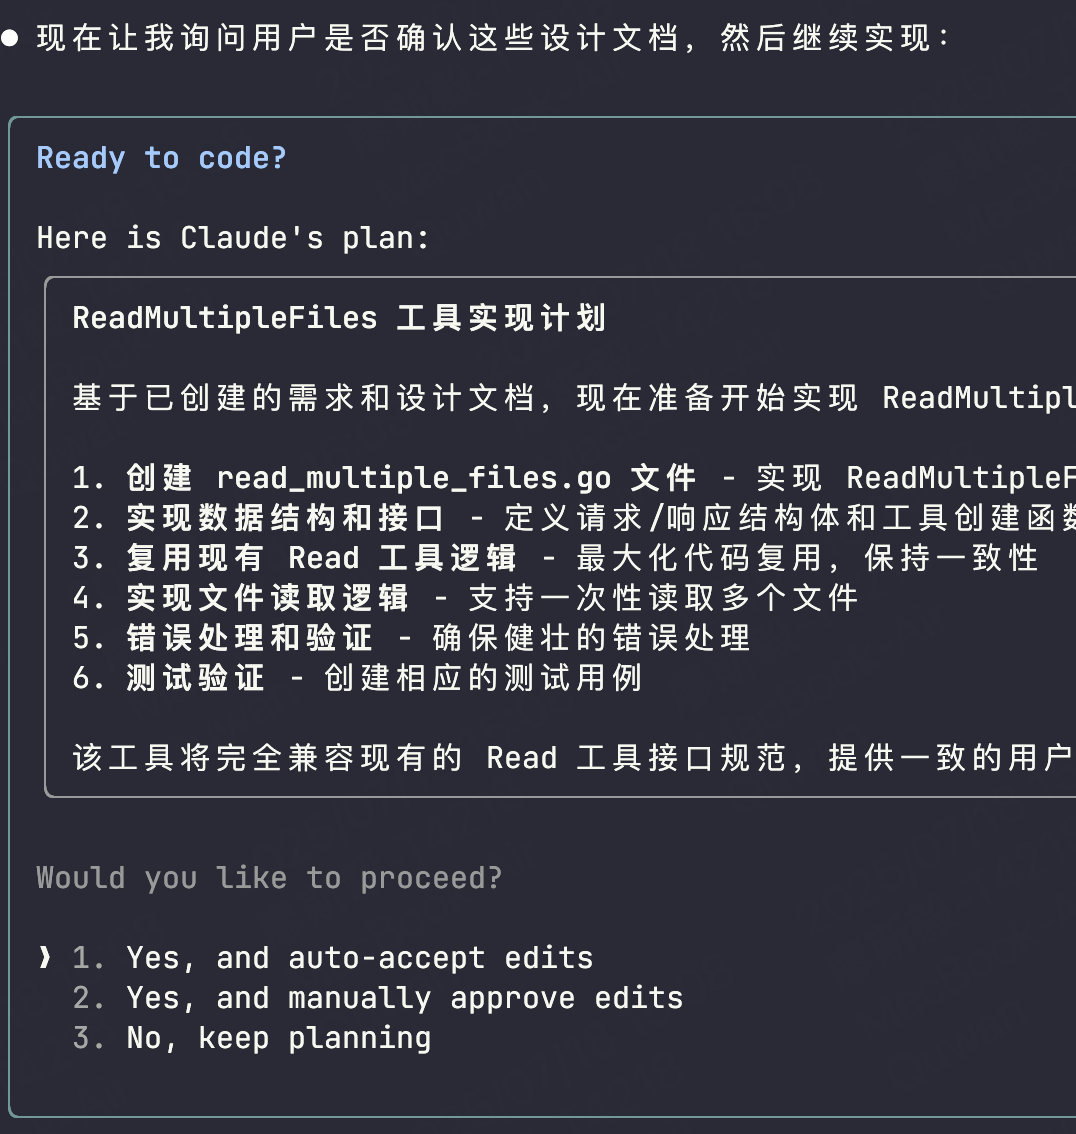 ● 现在让我询问用户是否确认这些设计文档，然后继续实现：
Ready to code?
Here is Claude's plan:
ReadMultipleFiles 工具实现计划
基于已创建的需求和设计文档，现在准备开始实现 ReadMultipl
1. 创建 read_multiple_files.go 文件 - 实现 ReadMultipleF
2. 实现数据结构和接口 - 定义请求/响应结构体和工具创建函数
3. 复用现有 Read 工具逻辑 - 最大化代码复用，保持一致性
4. 实现文件读取逻辑 - 支持一次性读取多个文件
5. 错误处理和验证 - 确保健壮的错误处理
6. 测试验证 - 创建相应的测试用例
该工具将完全兼容现有的 Read 工具接口规范，提供一致的用户
Would you like to proceed?
❯ 1. Yes, and auto-accept edits
2. Yes, and manually approve edits
3. No, keep planning